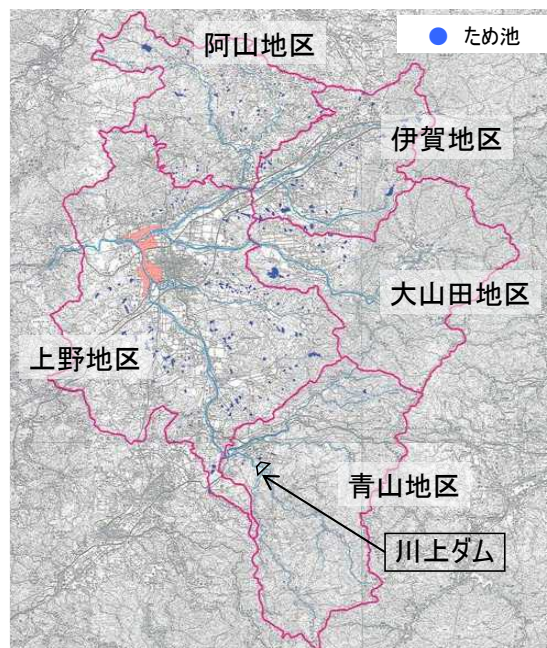 ため池
阿山地区
伊賀地区
大山田地区
上野地区
青山地区
川上ダム